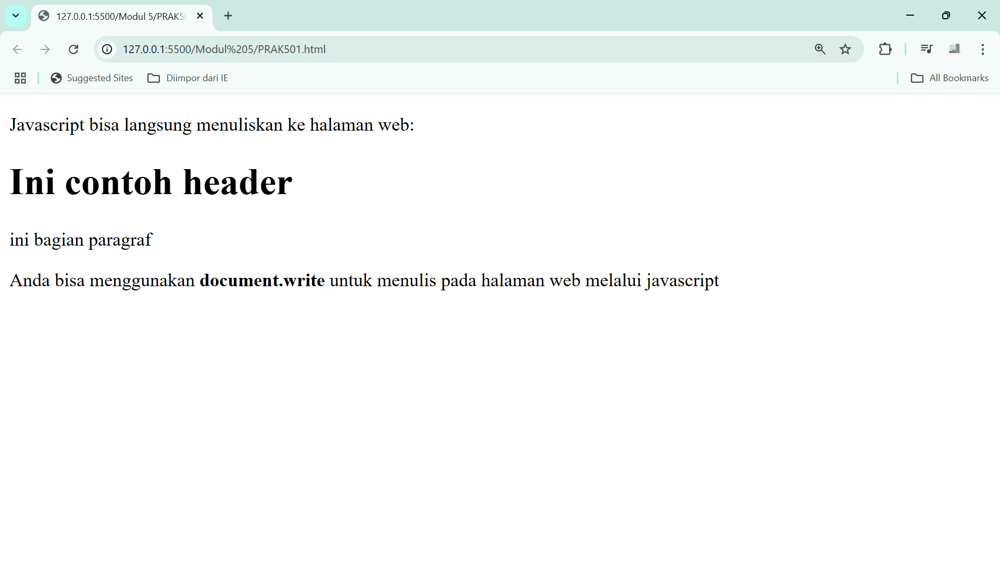 127.0.0.1:5500/Modul 5/PRAK50
127.0.0.1:5500/Modul%205/PRAK501.html
Suggested Sites
Diimpor dari IE
All Bookmarks
Javascript bisa langsung menuliskan ke halaman web:
Ini contoh header
ini bagian paragraf
Anda bisa menggunakan document.write untuk menulis pada halaman web melalui javascript